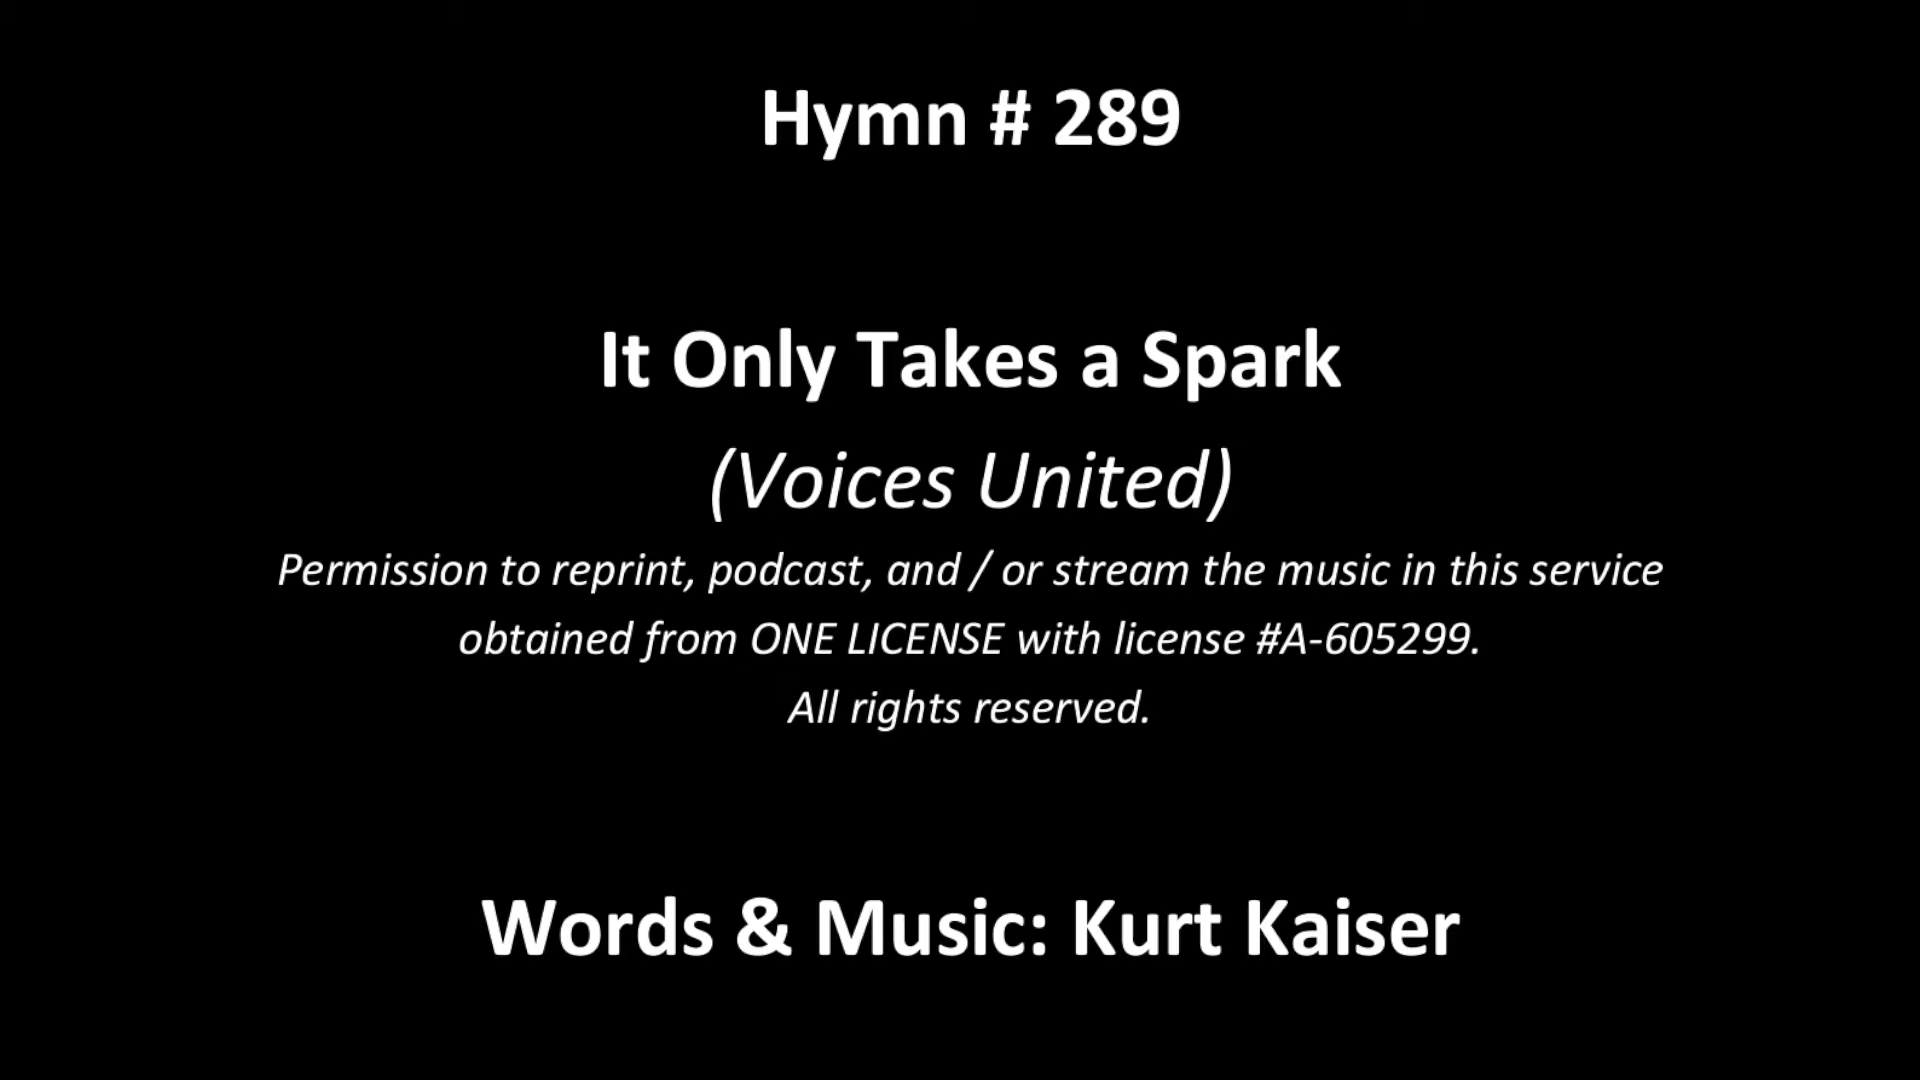 Hymn # 289
It Only Takes a Spark
(Voices United)
Permission to reprint, podcast, and / or stream the music in this service
obtained from ONE LICENSE with license #A-605299.
All rights reserved.
Words & Music: Kurt Kaiser